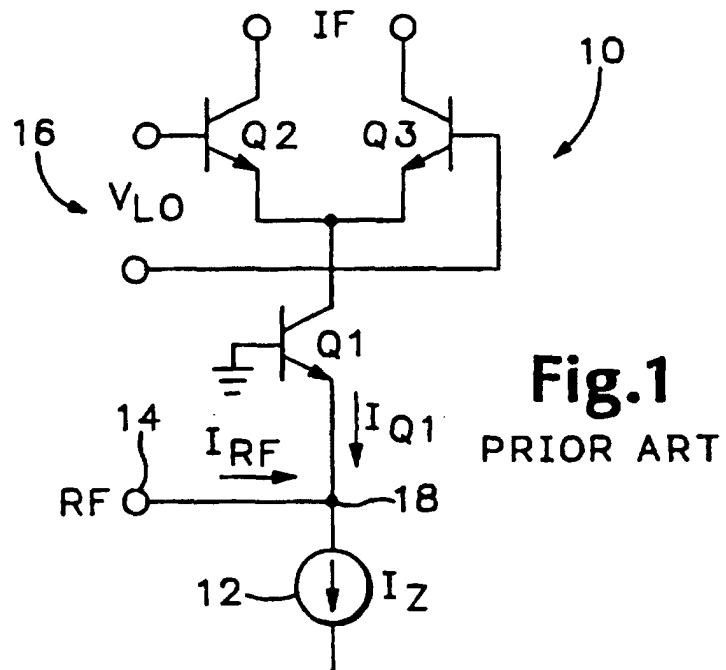 IF
10
16
Q2
Q3
VLO
Q1
Fig.1
PRIOR ART
14
IRF
IQ1
RF
18
12
IZ